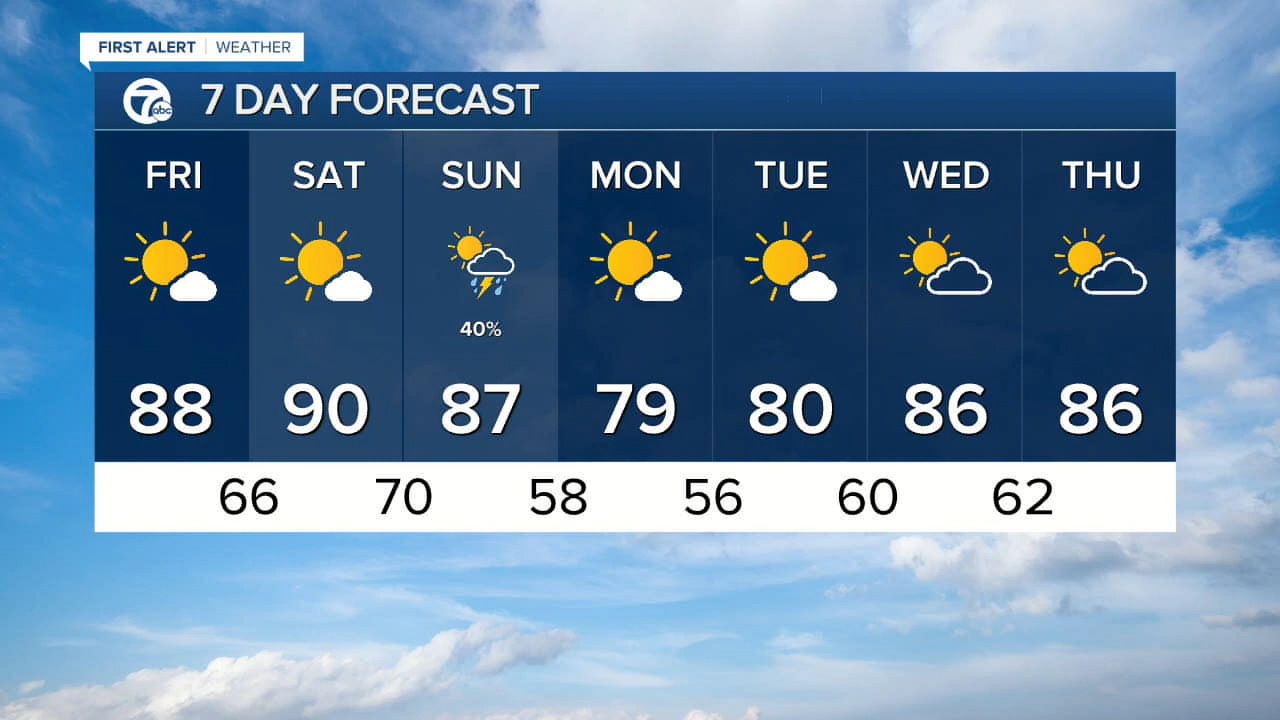 FIRST ALERT | WEATHER
7 abc 7 DAY FORECAST
FRI SAT SUN MON TUE WED THU
40%
88 90 87 79 80 86 86
66 70 58 56 60 62